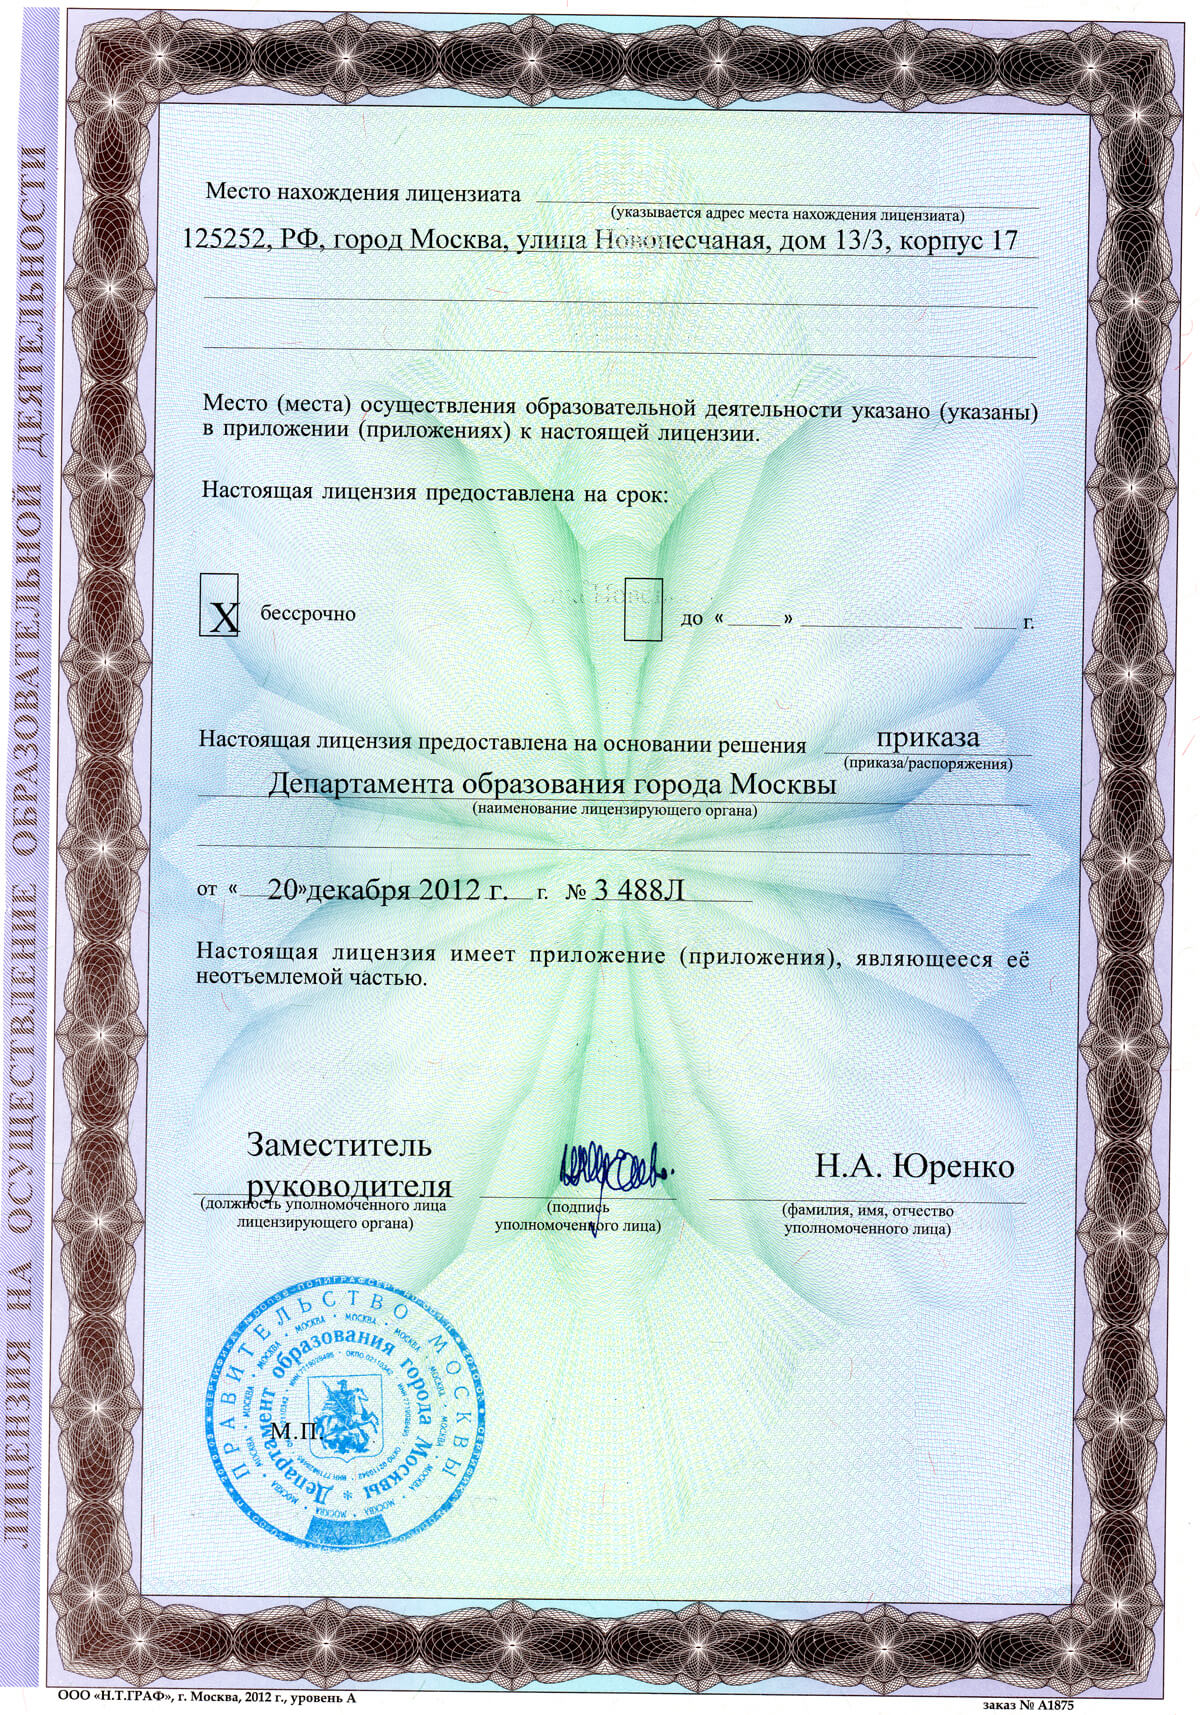 ЛИЦЕНЗИЯ НА ОСУЩЕСТВЛЕНИЕ ОБРАЗОВАТЕЛЬНОЙ ДЕЯТЕЛЬНОСТИ
Место нахождения лицензиата
(указывается адрес места нахождения лицензиата)
125252, РФ, город Москва, улица Новопесчаная, дом 13/3, корпус 17
Место (места) осуществления образовательной деятельности указано (указаны)
в приложении (приложениях) к настоящей лицензии.
Настоящая лицензия предоставлена на срок:
X бессрочно до «____» ____________ ____ г.
Настоящая лицензия предоставлена на основании решения приказа
(приказа/распоряжения)
Департамента образования города Москвы
(наименование лицензирующего органа)
от «__20»декабря 2012 г. г. № 3 488Л
Настоящая лицензия имеет приложение (приложения), являющееся её
неотъемлемой частью.
Заместитель
руководителя Н.А. Юренко
(должность уполномоченного лица (подпись (фамилия, имя, отчество
лицензирующего органа) уполномоченного лица) уполномоченного лица)
ПРАВИТЕЛЬСТВО МОСКВЫ
Департамент образования города Москвы
М.П.
ООО «Н.Т.ГРАФ», г. Москва, 2012 г., уровень А
заказ № А1875